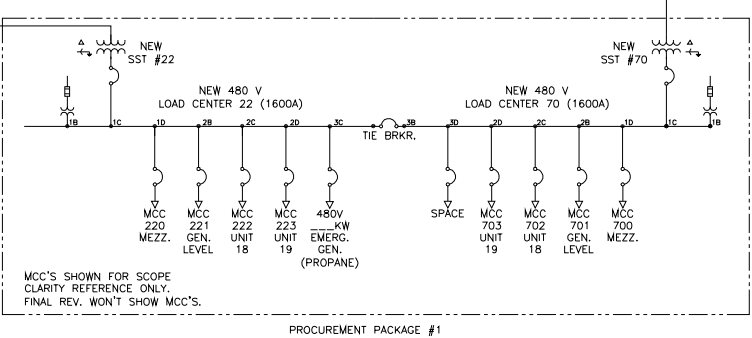 NEW
SST #22
NEW
SST #70
NEW 480 V
LOAD CENTER 22 (1600A)
NEW 480 V
LOAD CENTER 70 (1600A)
1B 1C 1D 2B 2C 2D 3C 3B 3D 2D 2C 2B 1D 1C 1B
TIE BRKR.
MCC
220
MEZZ.
MCC
221
GEN.
LEVEL
MCC
222
UNIT
18
MCC
223
UNIT
19
480V
___KW
EMERG.
GEN.
(PROPANE)
SPACE
MCC
703
UNIT
19
MCC
702
UNIT
18
MCC
701
GEN.
LEVEL
MCC
700
MEZZ.
MCC'S SHOWN FOR SCOPE
CLARITY REFERENCE ONLY.
FINAL REV. WON'T SHOW MCC'S.
PROCUREMENT PACKAGE #1